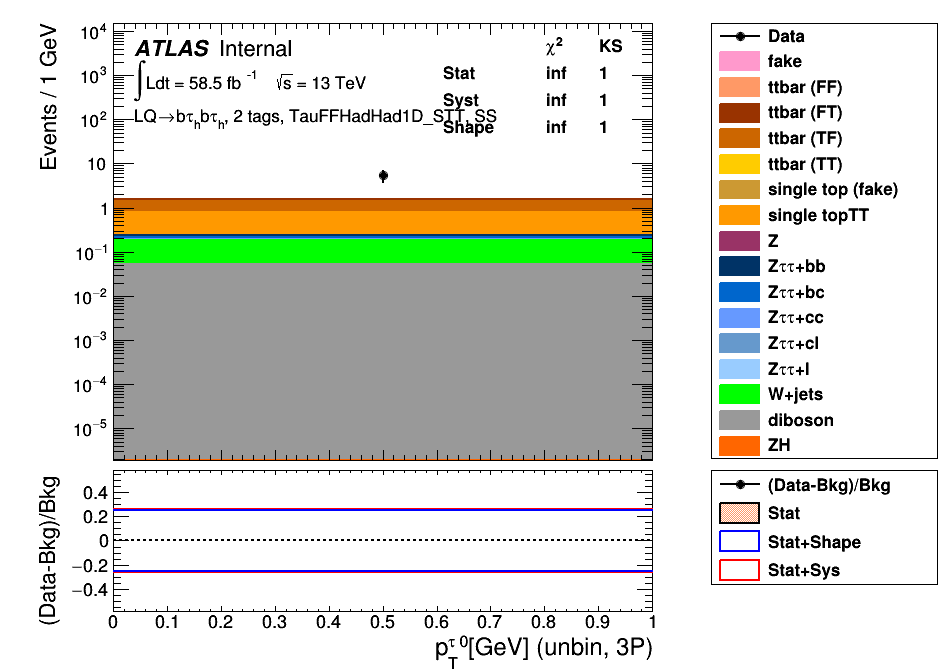 Events / 1 GeV
10⁴
10³
10²
10
1
10⁻¹
10⁻²
10⁻³
10⁻⁴
10⁻⁵
ATLAS Internal
∫Ldt = 58.5 fb⁻¹ √s = 13 TeV
LQ→bτₕbτₕ, 2 tags, TauFFHadHad1D_STT, SS
χ² KS
Stat inf 1
Syst inf 1
Shape inf 1
Data
fake
ttbar (FF)
ttbar (FT)
ttbar (TF)
ttbar (TT)
single top (fake)
single topTT
Z
Zττ+bb
Zττ+bc
Zττ+cc
Zττ+cl
Zττ+l
W+jets
diboson
ZH
(Data-Bkg)/Bkg
0.4
0.2
0
−0.2
−0.4
0 0.1 0.2 0.3 0.4 0.5 0.6 0.7 0.8 0.9 1
p_T^{τ 0}[GeV] (unbin, 3P)
(Data-Bkg)/Bkg
Stat
Stat+Shape
Stat+Sys